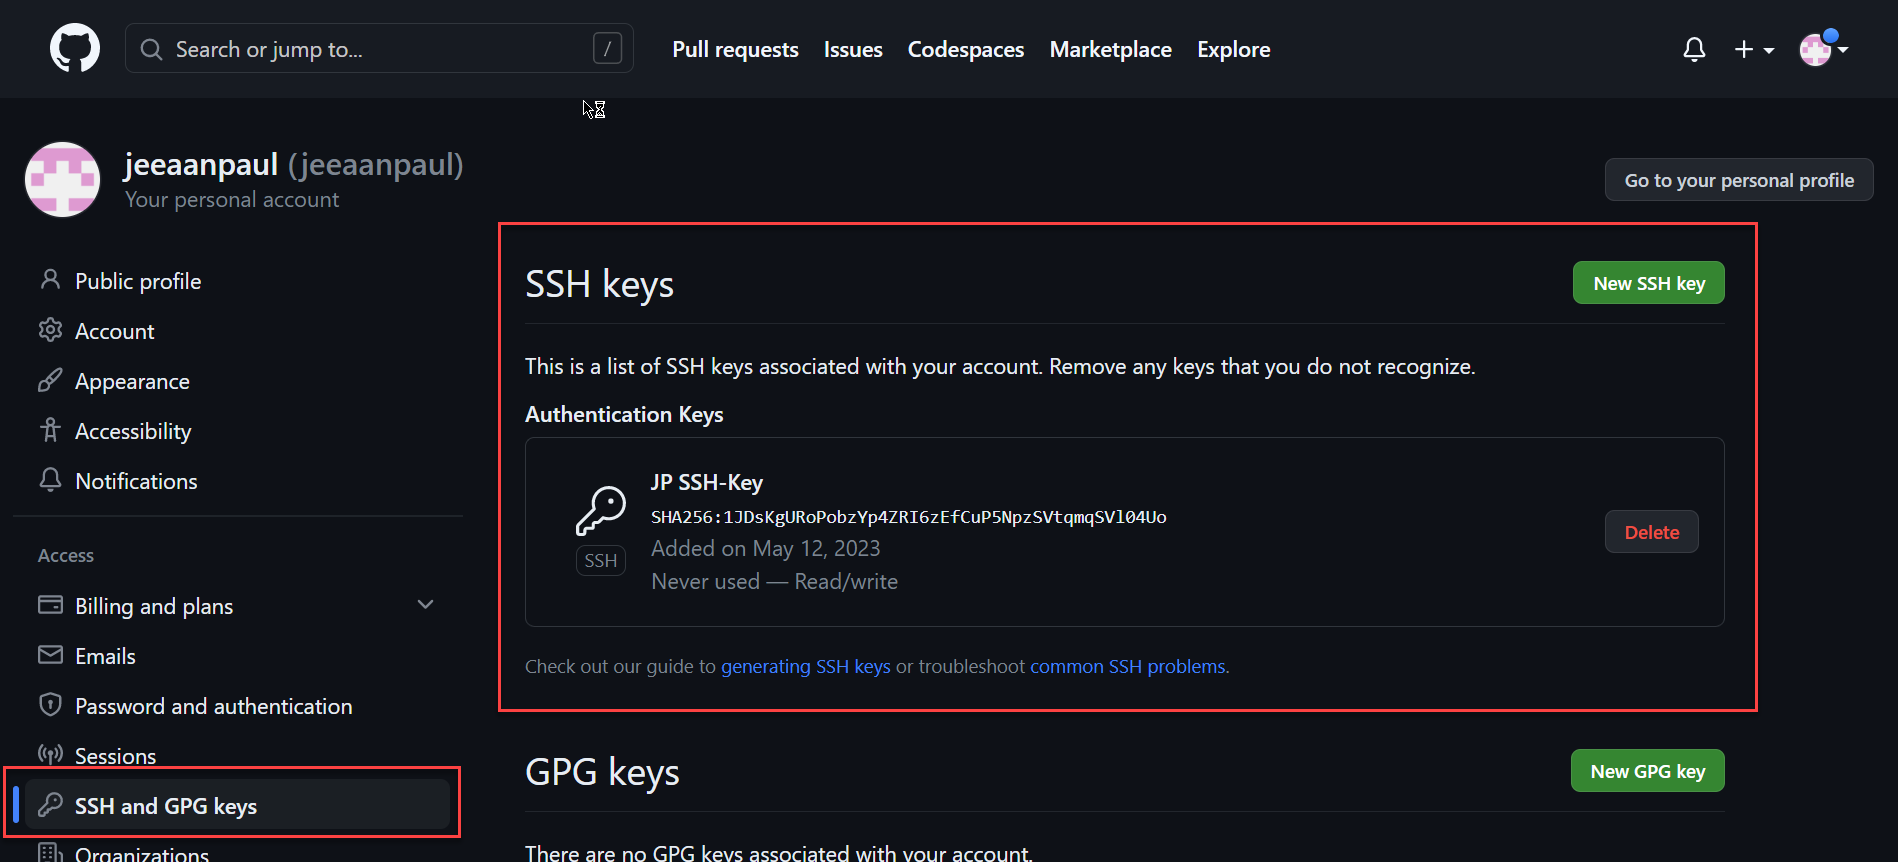 Search or jump to... /
Pull requests Issues Codespaces Marketplace Explore
jeeaanpaul (jeeaanpaul)
Your personal account
Go to your personal profile
Public profile
Account
Appearance
Accessibility
Notifications
Access
Billing and plans
Emails
Password and authentication
Sessions
SSH and GPG keys
Organizations
SSH keys
New SSH key
This is a list of SSH keys associated with your account. Remove any keys that you do not recognize.
Authentication Keys
JP SSH-Key
SHA256:1JDsKgURoPobzYp4ZRI6zEfCuP5NpzSVtqmqSVl04Uo
Added on May 12, 2023
Never used — Read/write
SSH
Delete
Check out our guide to generating SSH keys or troubleshoot common SSH problems.
GPG keys
New GPG key
There are no GPG keys associated with your account.